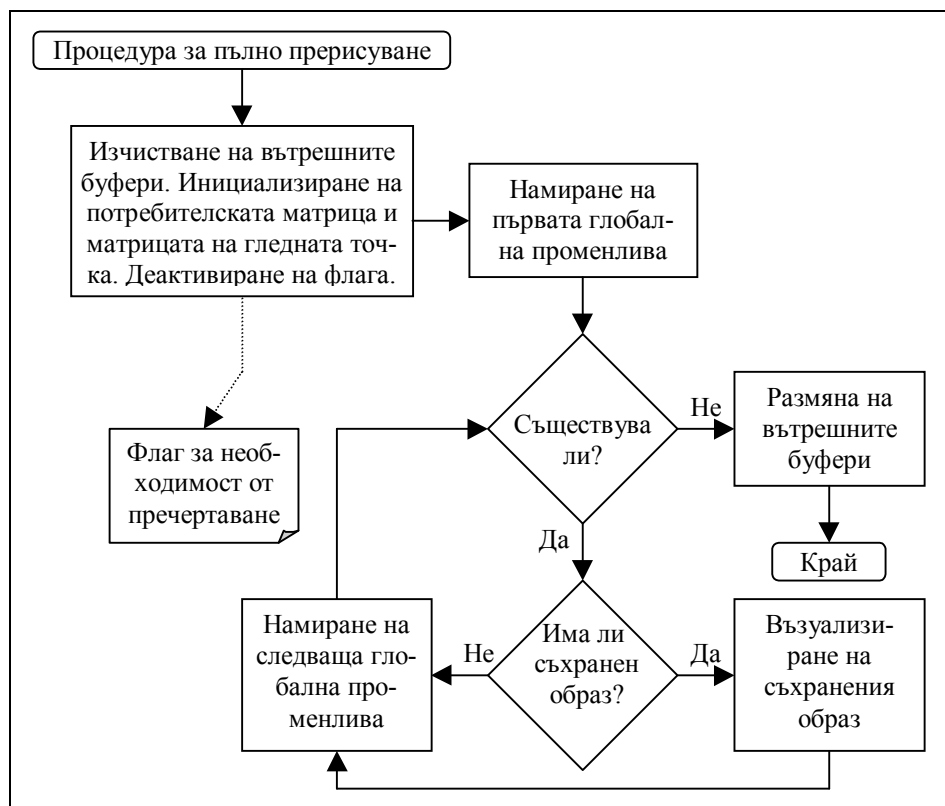 Процедура за пълно прерисуване
Изчистване на вътрешните
буфери. Инициализиране на
потребителската матрица и
матрицата на гледната точ-
ка. Деактивиране на флага.
Намиране на
първата глобал-
на променлива
Съществува
ли?
Не
Размяна на
вътрешните
буфери
Флаг за необ-
ходимост от
пречертаване
Да
Край
Намиране на
следваща гло-
бална про-
менлива
Не
Има ли
съхранен
образ?
Да
Възуализи-
ране на
съхранения
образ